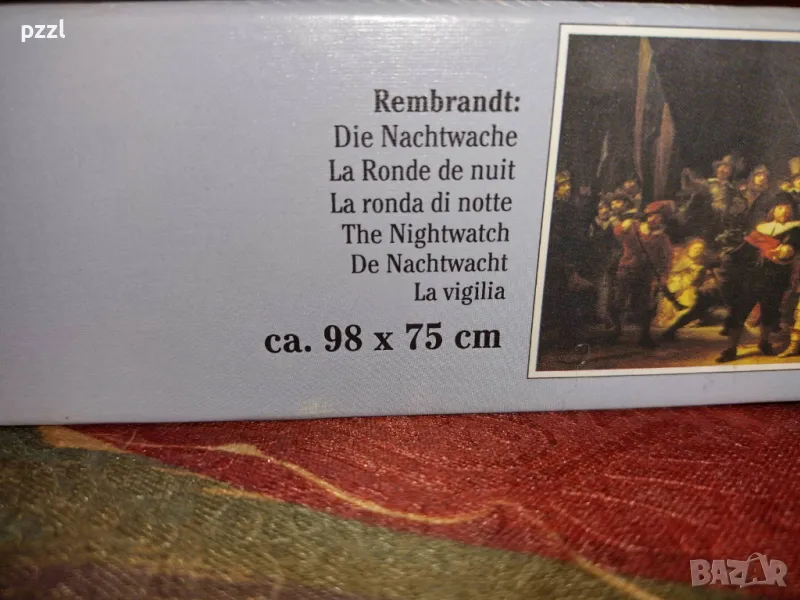 pzzl
Rembrandt:
Die Nachtwache
La Ronde de nuit
La ronda di notte
The Nightwatch
De Nachtwacht
La vigilia
ca. 98 x 75 cm
BAZAR